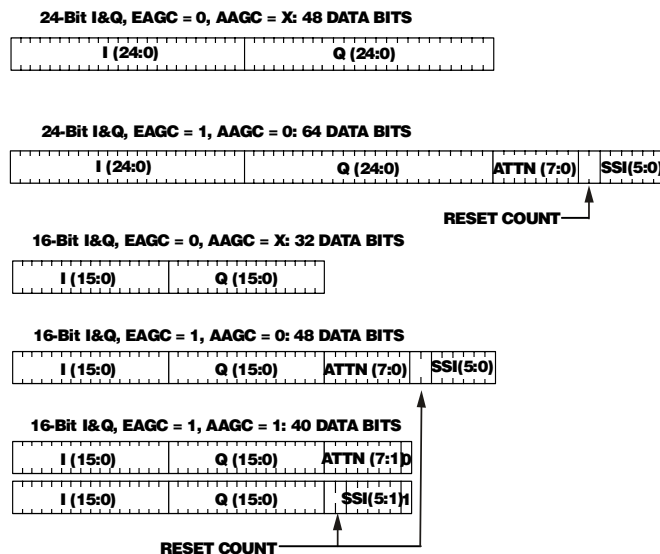 24-Bit I&Q, EAGC = 0, AAGC = X: 48 DATA BITS
I (24:0) Q (24:0)
24-Bit I&Q, EAGC = 1, AAGC = 0: 64 DATA BITS
I (24:0) Q (24:0) ATTN (7:0) SSI(5:0)
RESET COUNT
16-Bit I&Q, EAGC = 0, AAGC = X: 32 DATA BITS
I (15:0) Q (15:0)
16-Bit I&Q, EAGC = 1, AAGC = 0: 48 DATA BITS
I (15:0) Q (15:0) ATTN (7:0) SSI(5:0)
16-Bit I&Q, EAGC = 1, AAGC = 1: 40 DATA BITS
I (15:0) Q (15:0) ATTN (7:1) 0
I (15:0) Q (15:0) SSI(5:1) 1
RESET COUNT